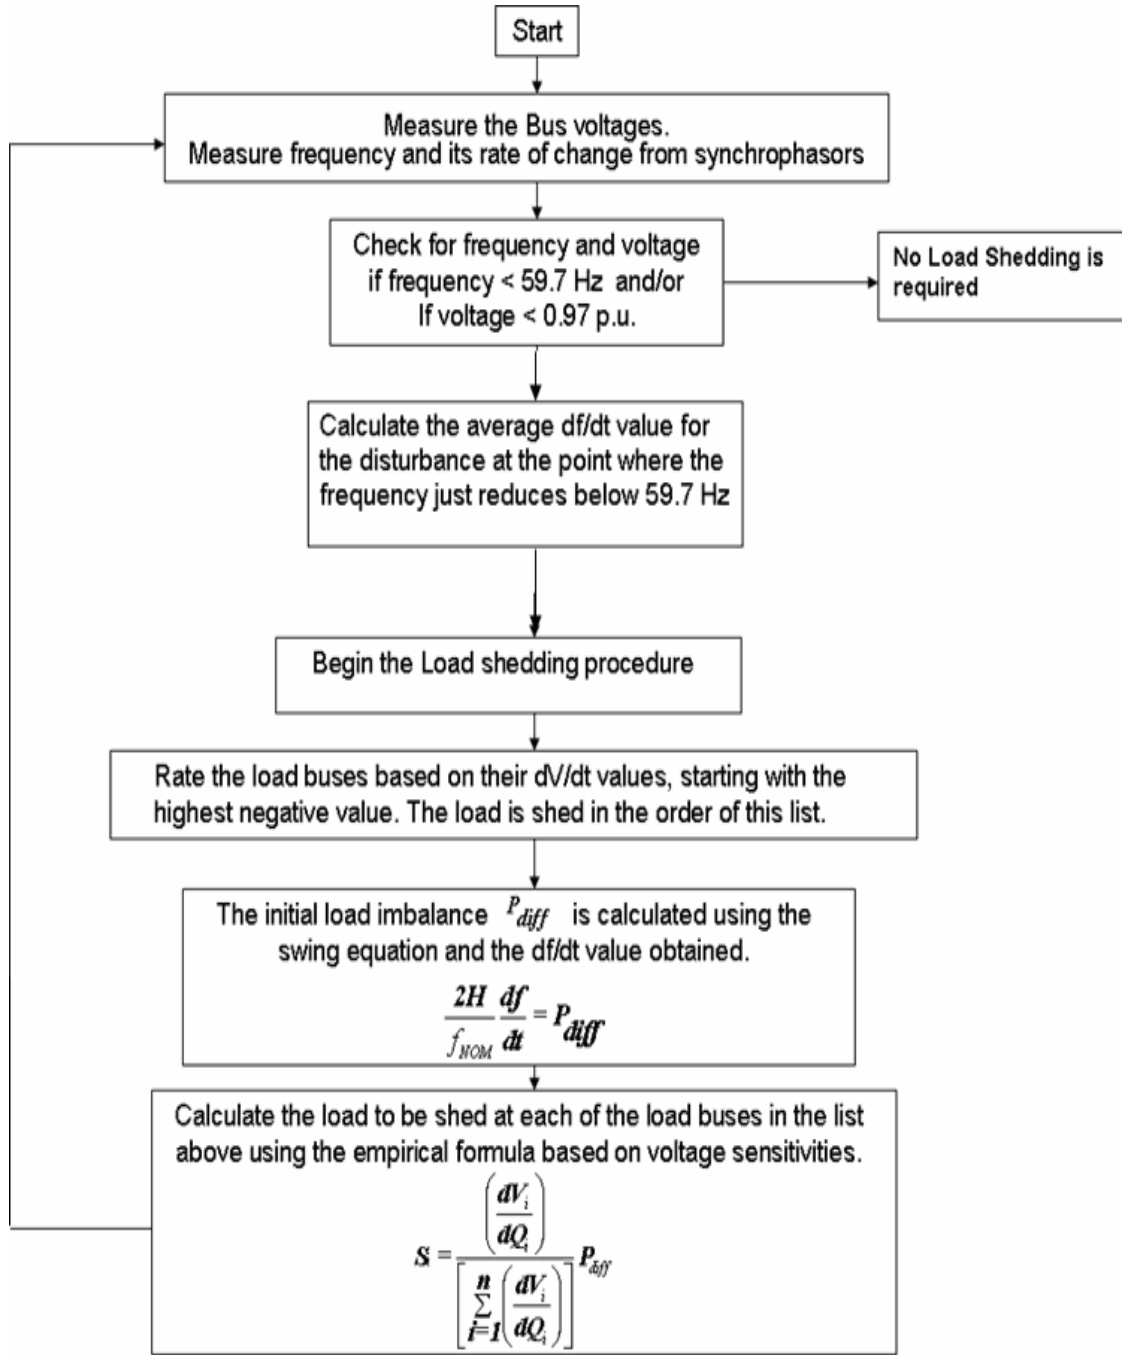 Start
Measure the Bus voltages.
Measure frequency and its rate of change from synchrophasors
Check for frequency and voltage
if frequency < 59.7 Hz and/or
If voltage < 0.97 p.u.
No Load Shedding is
required
Calculate the average df/dt value for
the disturbance at the point where the
frequency just reduces below 59.7 Hz
Begin the Load shedding procedure
Rate the load buses based on their dV/dt values, starting with the
highest negative value. The load is shed in the order of this list.
The initial load imbalance P_diff is calculated using the
swing equation and the df/dt value obtained.
2H/f_NOM df/dt = P_diff
Calculate the load to be shed at each of the load buses in the list
above using the empirical formula based on voltage sensitivities.
S_i = (dV_i/dQ_i) / [∑_{i=1}^{n} (dV_i/dQ_i)] P_diff